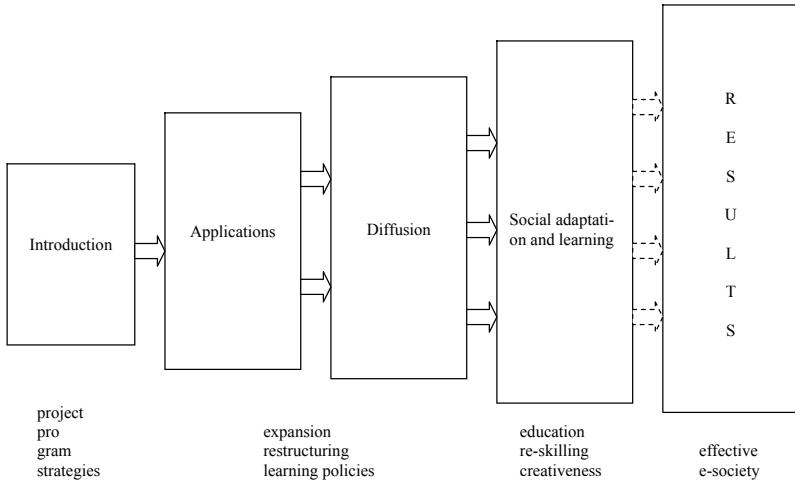 Introduction
Applications
Diffusion
Social adaptati-
on and learning
R
E
S
U
L
T
S
project
pro
gram
strategies
expansion
restructuring
learning policies
education
re-skilling
creativeness
effective
e-society